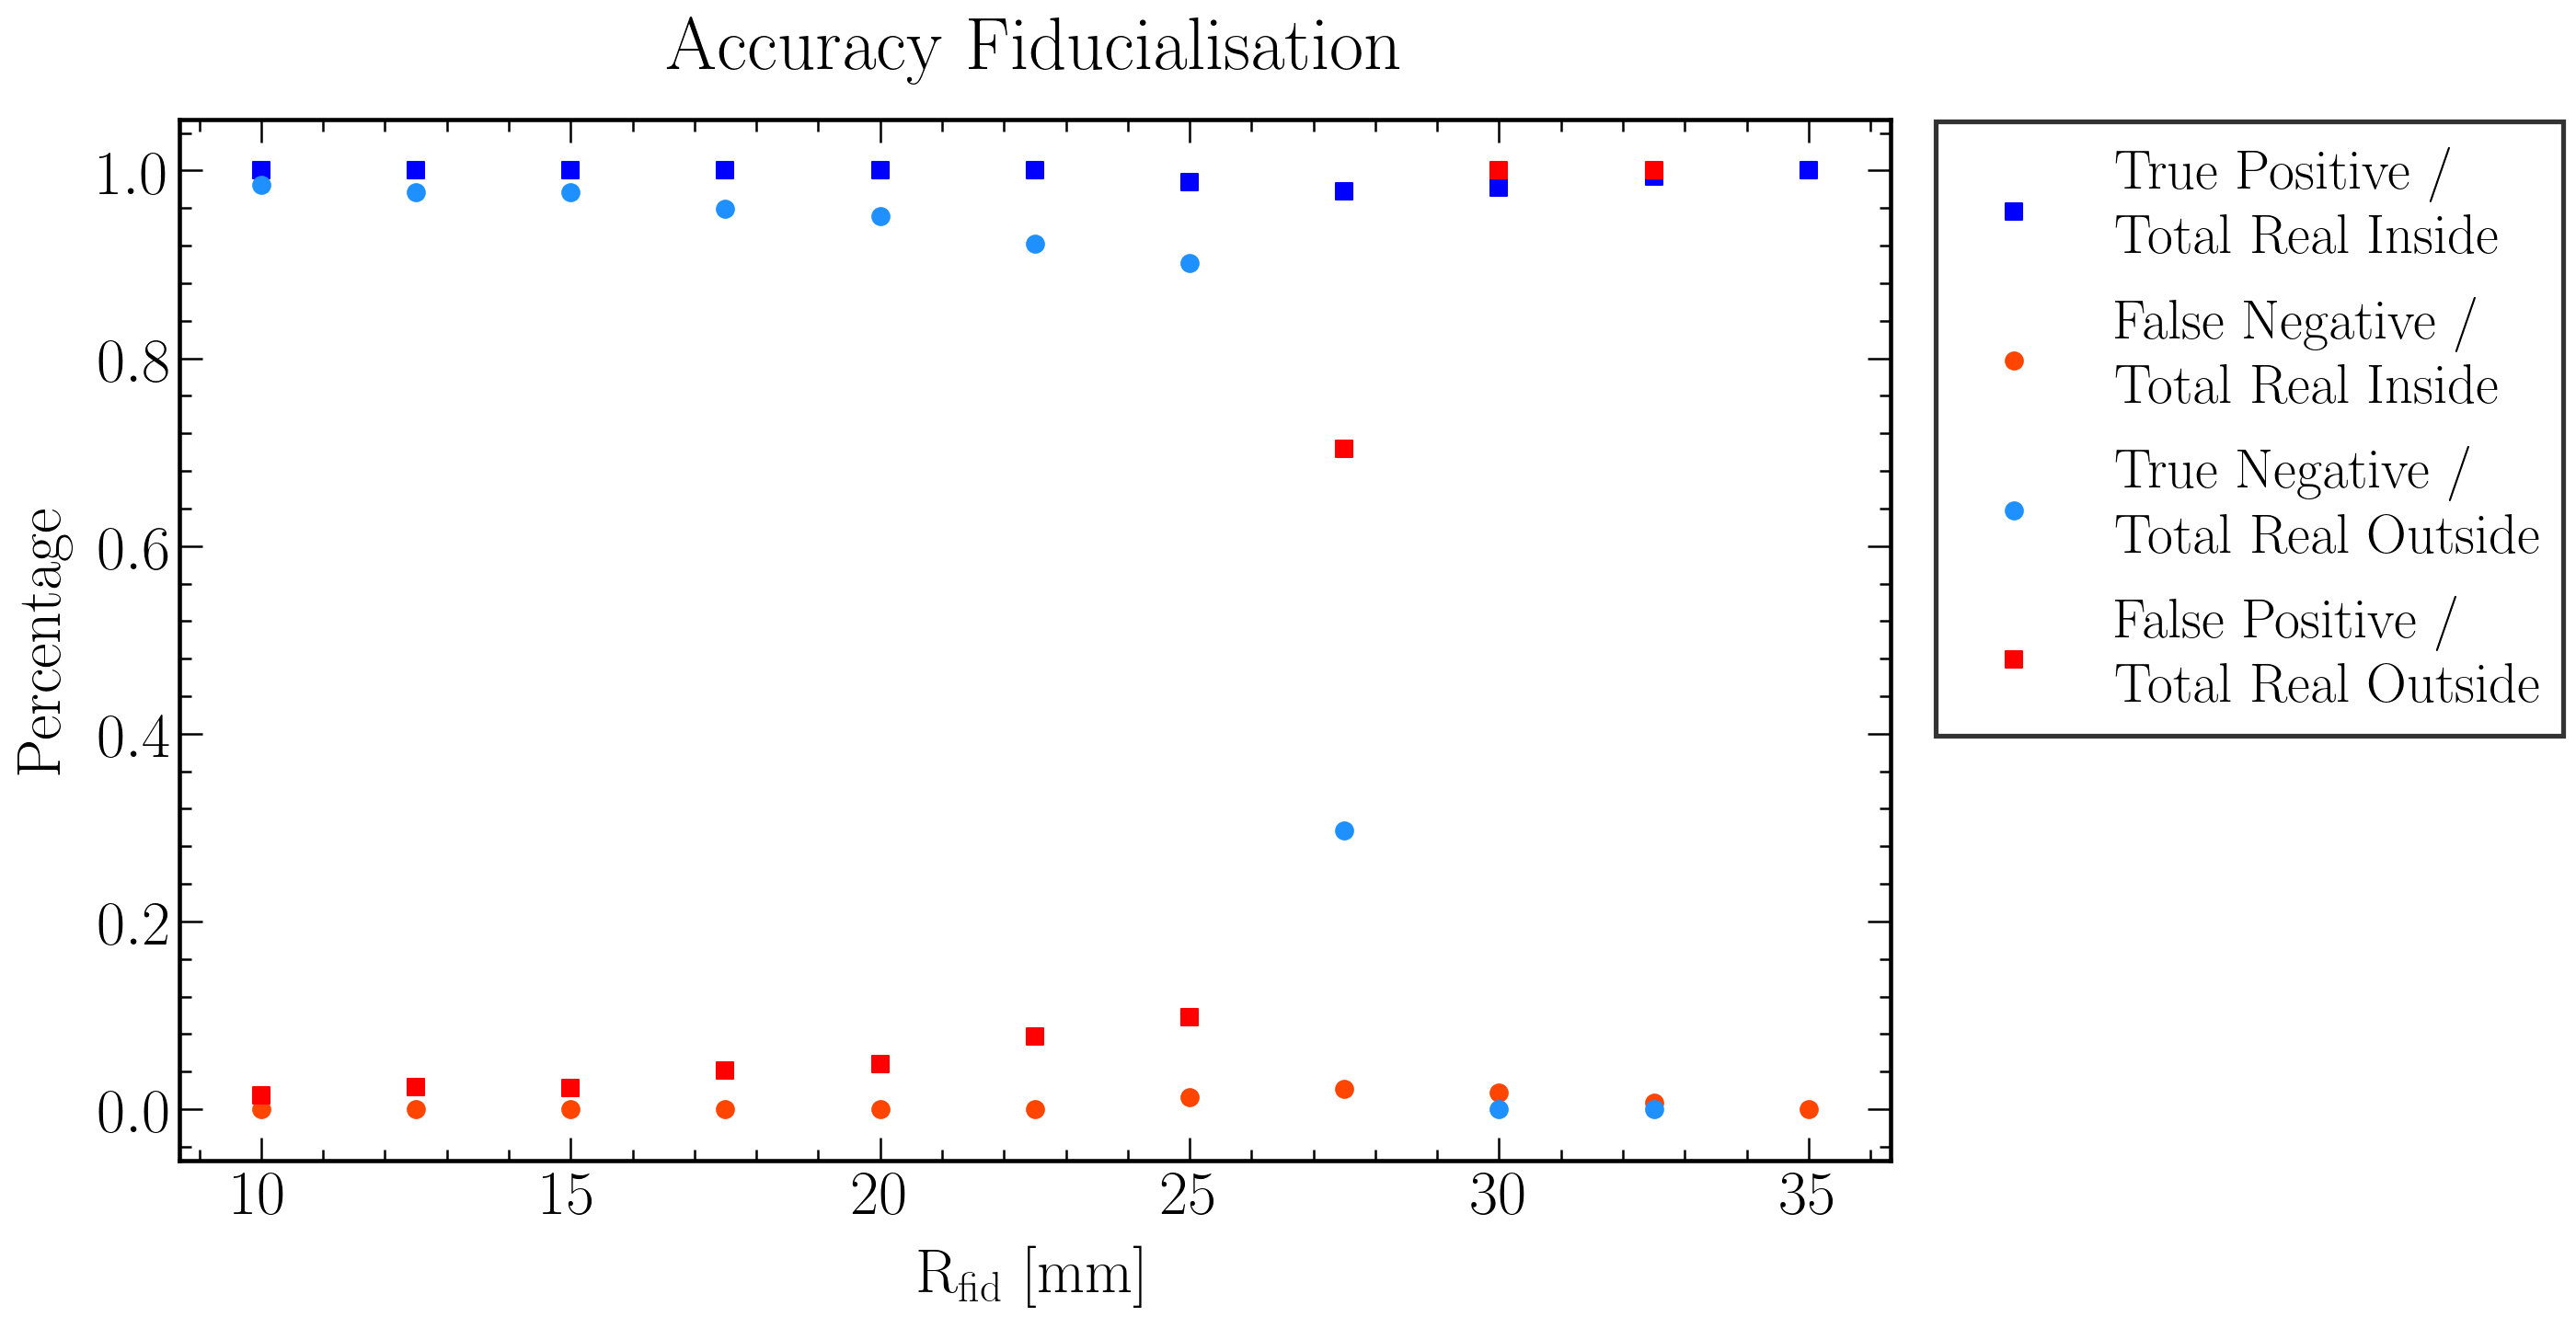 Accuracy Fiducialisation
Percentage
1.0
0.8
0.6
0.4
0.2
0.0
10 15 20 25 30 35
R_fid [mm]
True Positive /
Total Real Inside
False Negative /
Total Real Inside
True Negative /
Total Real Outside
False Positive /
Total Real Outside